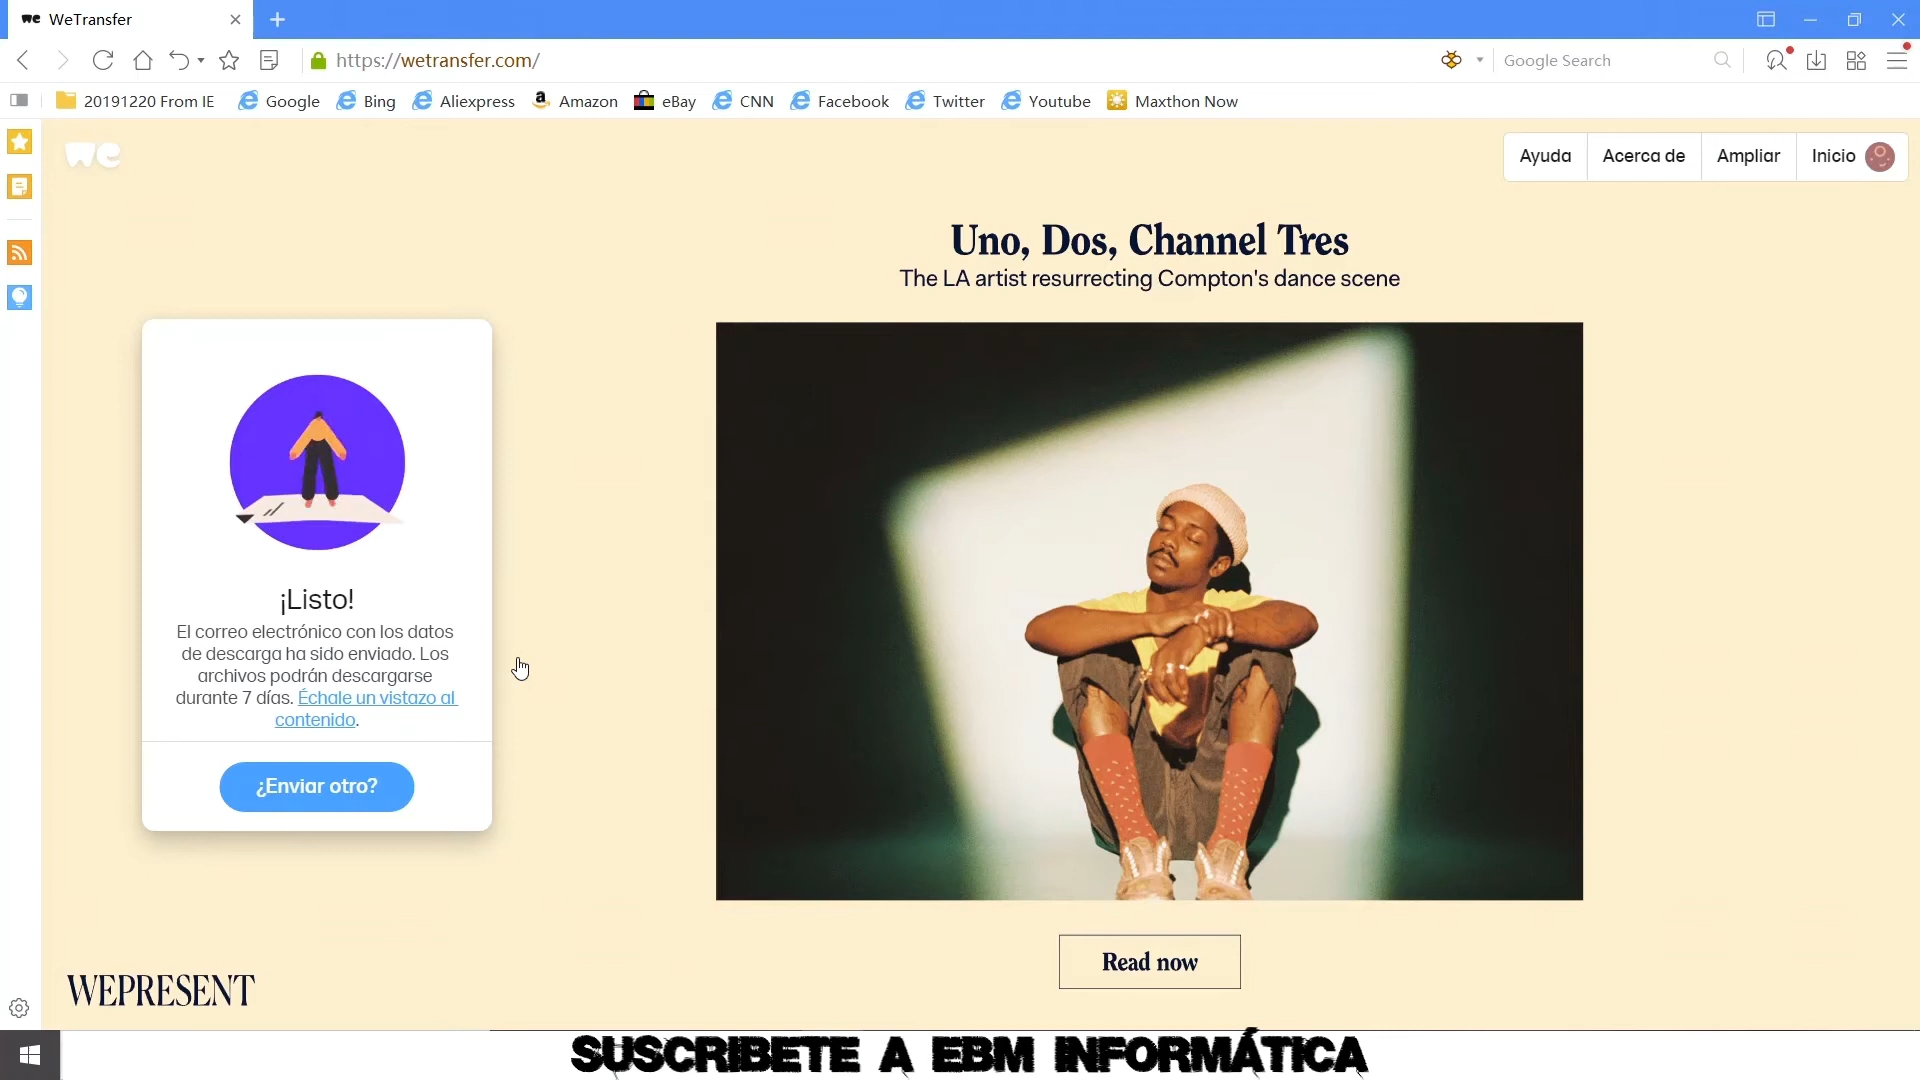 we WeTransfer
https://wetransfer.com/
Google Search
20191220 From IE
Google
Bing
Aliexpress
Amazon
eBay
CNN
Facebook
Twitter
Youtube
Maxthon Now
we
Ayuda
Acerca de
Ampliar
Inicio
Uno, Dos, Channel Tres
The LA artist resurrecting Compton's dance scene
¡Listo!
El correo electrónico con los datos
de descarga ha sido enviado. Los
archivos podrán descargarse
durante 7 días. Échale un vistazo al
contenido.
¿Enviar otro?
Read now
WEPRESENT
SUSCRIBETE A EBM INFORMÁTICA